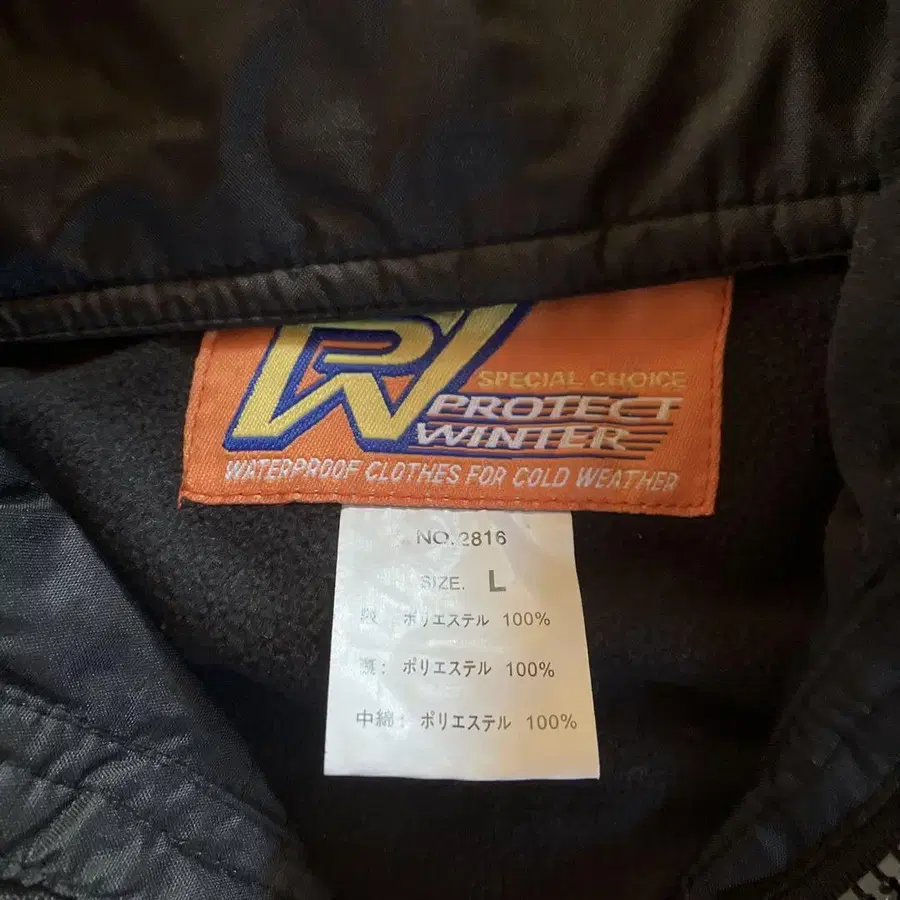 PW
SPECIAL CHOICE
PROTECT
WINTER
WATERPROOF CLOTHES FOR COLD WEATHER
NO.2816
SIZE. L
ポリエステル 100%
ポリエステル 100%
中綿: ポリエステル 100%